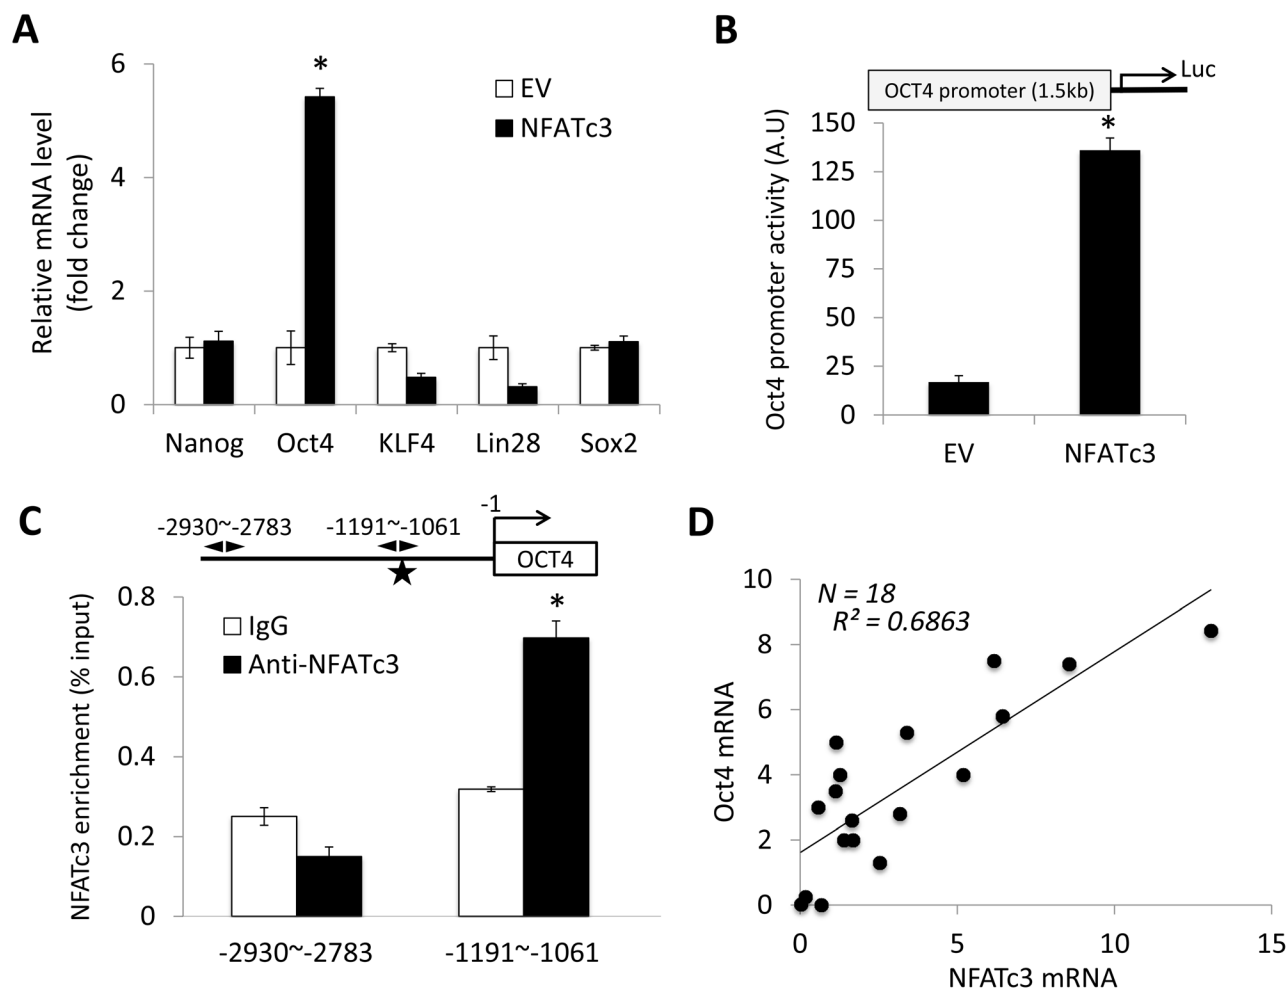 A
6
4
2
0
Relative mRNA level
(fold change)
*
EV
NFATc3
Nanog Oct4 KLF4 Lin28 Sox2
B
OCT4 promoter (1.5kb)
Luc
150
125
100
75
50
25
0
Oct4 promoter activity (A.U)
*
EV NFATc3
C
-2930~-2783 -1191~-1061 -1
OCT4
0.8
0.6
0.4
0.2
0
NFATc3 enrichment (% input)
IgG
Anti-NFATc3
*
-2930~-2783 -1191~-1061
D
10
8
6
4
2
0
Oct4 mRNA
N = 18
R² = 0.6863
0 5 10 15
NFATc3 mRNA